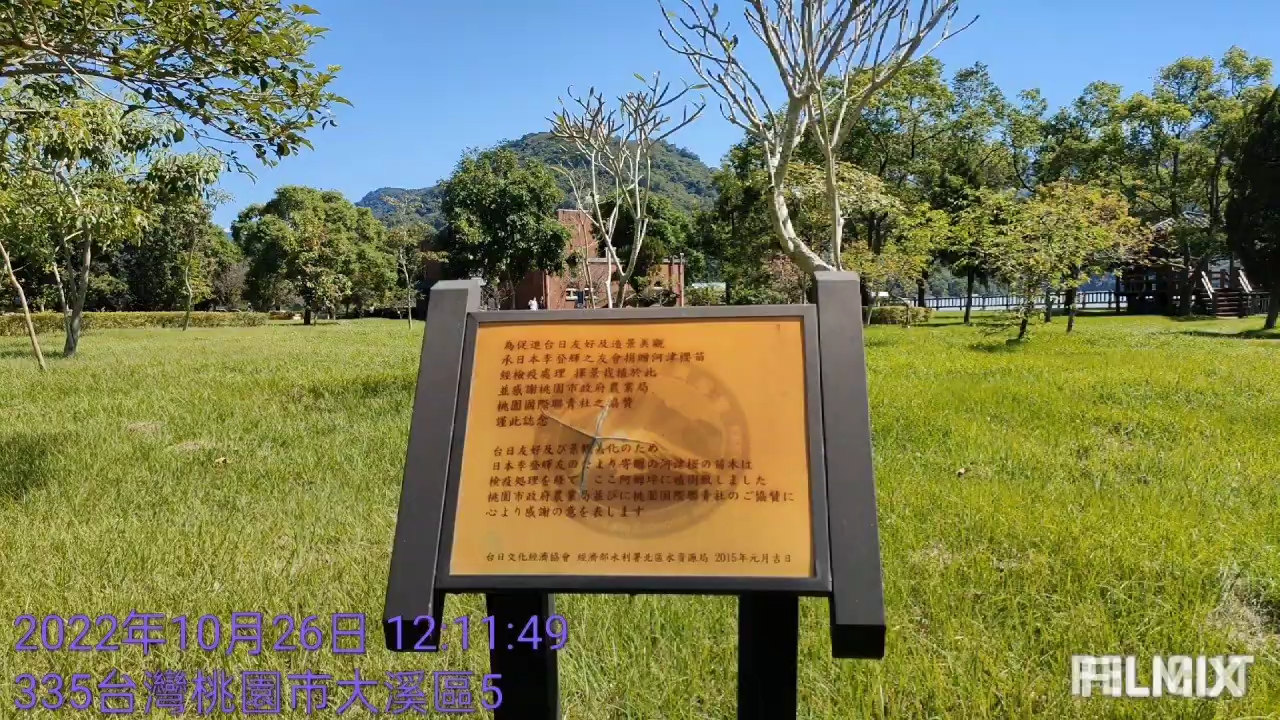 為促進台日友好及造景美觀
承日本李登輝之友會捐贈河津櫻苗
經檢疫處理 擇景栽植於此
並感謝桃園市政府農業局
桃園國際聯青社之協贊
謹此誌念
台日友好及び景観美化のため
日本李登輝友の会より寄贈の河津桜の苗木は
検疫処理を経て ここ阿姆坪に植樹致しました
桃園市政府農業局並びに桃園國際聯青社のご協賛に
心より感謝の意を表します
台日文化經濟協會 經濟部水利署北區水資源局 2015年元月吉日
2022年10月26日 12:11:49
335台灣桃園市大溪區5
FILMIXT